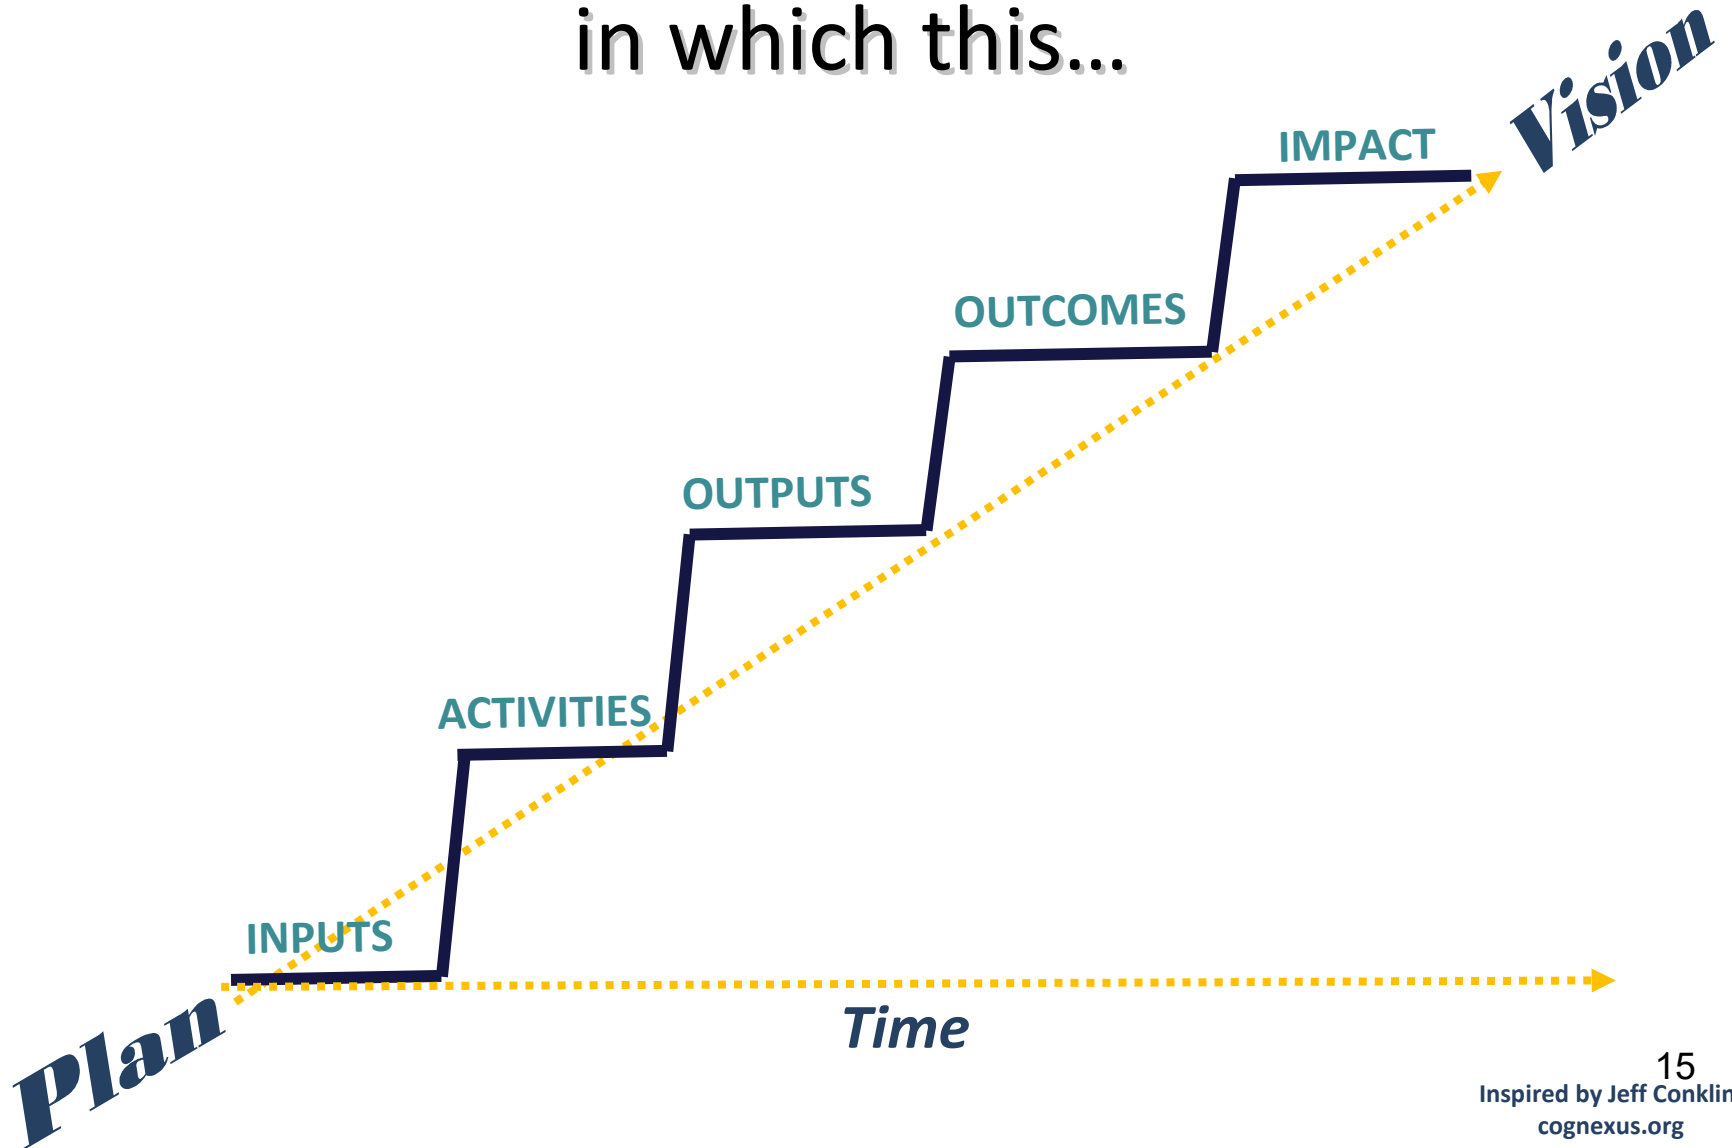 in which this…
Vision
IMPACT
OUTCOMES
OUTPUTS
ACTIVITIES
INPUTS
Plan
Time
15
Inspired by Jeff Conklin
cognexus.org